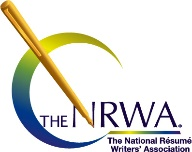 THE NRWA®
The National Résumé
Writers' Association